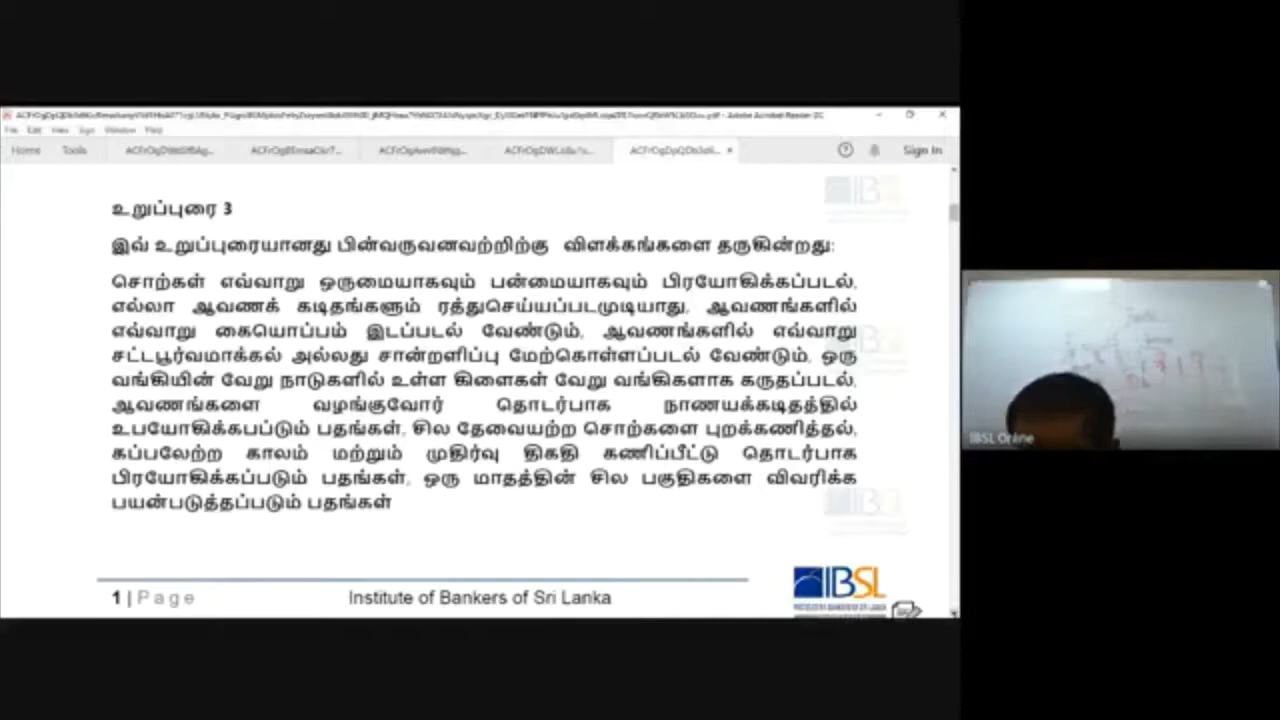 Home Tools Sign In
உறுப்புரை 3
இவ் உறுப்புரையானது பின்வருவனவற்றிற்கு விளக்கங்களை தருகின்றது:
சொற்கள் எவ்வாறு ஒருமையாகவும் பன்மையாகவும் பிரயோகிக்கப்படல்,
எல்லா ஆவணக் கடிதங்களும் ரத்துசெய்யப்படமுடியாது, ஆவணங்களில்
எவ்வாறு கையொப்பம் இடப்படல் வேண்டும், ஆவணங்களில் எவ்வாறு
சட்டபூர்வமாக்கல் அல்லது சான்றளிப்பு மேற்கொள்ளப்படல் வேண்டும், ஒரு
வங்கியின் வேறு நாடுகளில் உள்ள கிளைகள் வேறு வங்கிகளாக கருதப்படல்,
ஆவணங்களை வழங்குவோர் தொடர்பாக நாணயக்கடிதத்தில்
உபயோகிக்கபப்டும் பதங்கள், சில தேவையற்ற சொற்களை புறக்கணித்தல்,
கப்பலேற்ற காலம் மற்றும் முதிர்வு திகதி கணிப்பீட்டு தொடர்பாக
பிரயோகிக்கப்படும் பதங்கள், ஒரு மாதத்தின் சில பகுதிகளை விவரிக்க
பயன்படுத்தப்படும் பதங்கள்
1 | Page Institute of Bankers of Sri Lanka
IBSL
IBSL Online